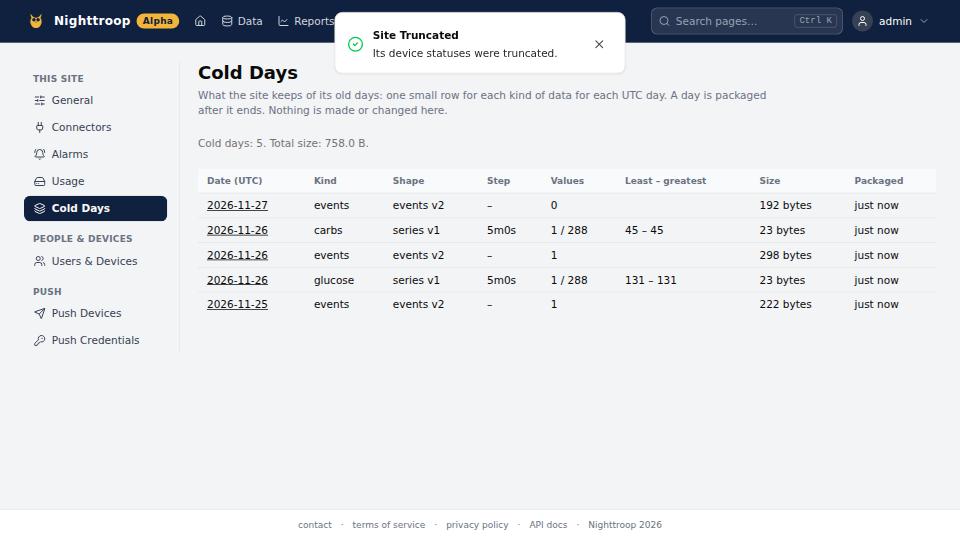 Nighttroop Alpha Data Reports Search pages... Ctrl K admin
Site Truncated
Its device statuses were truncated.
THIS SITE
General
Connectors
Alarms
Usage
Cold Days
PEOPLE & DEVICES
Users & Devices
PUSH
Push Devices
Push Credentials
Cold Days
What the site keeps of its old days: one small row for each kind of data for each UTC day. A day is packaged
after it ends. Nothing is made or changed here.
Cold days: 5. Total size: 758.0 B.
Date (UTC) Kind Shape Step Values Least – greatest Size Packaged
2026-11-27 events events v2 – 0 192 bytes just now
2026-11-26 carbs series v1 5m0s 1 / 288 45 – 45 23 bytes just now
2026-11-26 events events v2 – 1 298 bytes just now
2026-11-26 glucose series v1 5m0s 1 / 288 131 – 131 23 bytes just now
2026-11-25 events events v2 – 1 222 bytes just now
contact · terms of service · privacy policy · API docs · Nighttroop 2026